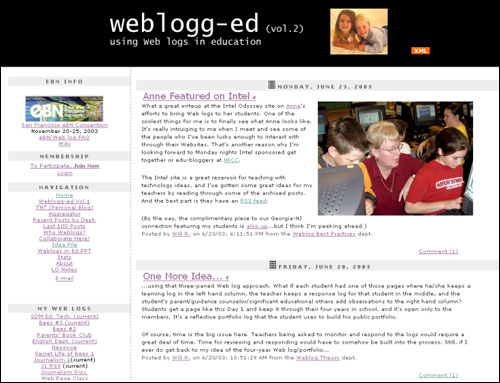 weblogg-ed (vol.2)
using Web logs in education
XML
EBN INFO
eBN
San Francisco eBN Convention
November 20-25, 2003
eBN/Web log FAQ
Wiki
MEMBERSHIP
To Participate, Join Now
Login
NAVIGATION
Home
Weblogg-ed Vol.1
THT (Personal Blog)
Aggregator
Recent Posts by Dept.
Last 100 Posts
Why Weblogs?
Collaborate Here!
Idea File
Weblogs in Ed PPT
Stats
About
LO Notes
E-Mail
MY WEB LOGS
SDM Ed. Tech. (current)
Bees #3 (current)
Bees #2
Parents' Book Club
English Dept. (current)
Newswire
Secret Life of Bees 1
Journalism 1(current)
J1 RSS (current)
Journalism Disc.
Web Page Class
MONDAY, JUNE 23, 2003
Anne Featured on Intel #
What a great writeup at the Intel Odyssey site on Anne's
efforts to bring Web logs to her students. One of the
coolest things for me is to finally see what Anne looks like.
It's really intruiging to me when I meet and see some of
the people who I've been lucky enough to interact with
through their Websites. That's another reason why I'm
looking forward to Monday nights Intel sponsored get
together or edu-bloggers at NECC.
The Intel site is a great reservoir for teaching with
technology ideas, and I've gotten some great ideas for my
teachers by reading through some of the archived posts.
And the best part is they have an RSS feed.
(By the way, the complimentary piece to our Georgia-NJ
connection featuring my students is also up...but I think I'm peeking ahead.)
Posted by Will R. on 6/23/03; 6:11:51 PM from the Weblog Best Practices dept.
Comment (1)
FRIDAY, JUNE 20, 2003
One More Idea... #
...using that three-pronged Web log approach. What if each student had one of those pages where he/she keeps a
learning log in the left hand column, the teacher keeps a response log for that student in the middle, and the
student's parent/guidance counselor/significant educational others add observations to the right hand column?
Students get a page like this Day 1 and keep it through their four years in school, and it's open only to the
members. It's a reflective portfolio log that the student uses to build his public portfolio.
Of course, time is the big issue here. Teachers being asked to monitor and respond to the logs would require a
great deal of time. Time for reviewing and responding would have to somehow be built into the process. Still, if I
ever do get back to my idea of the four-year Web log/portfolio...
Posted by Will R. on 6/20/03; 10:51:29 AM from the Weblog Theory dept.
Comment (1)